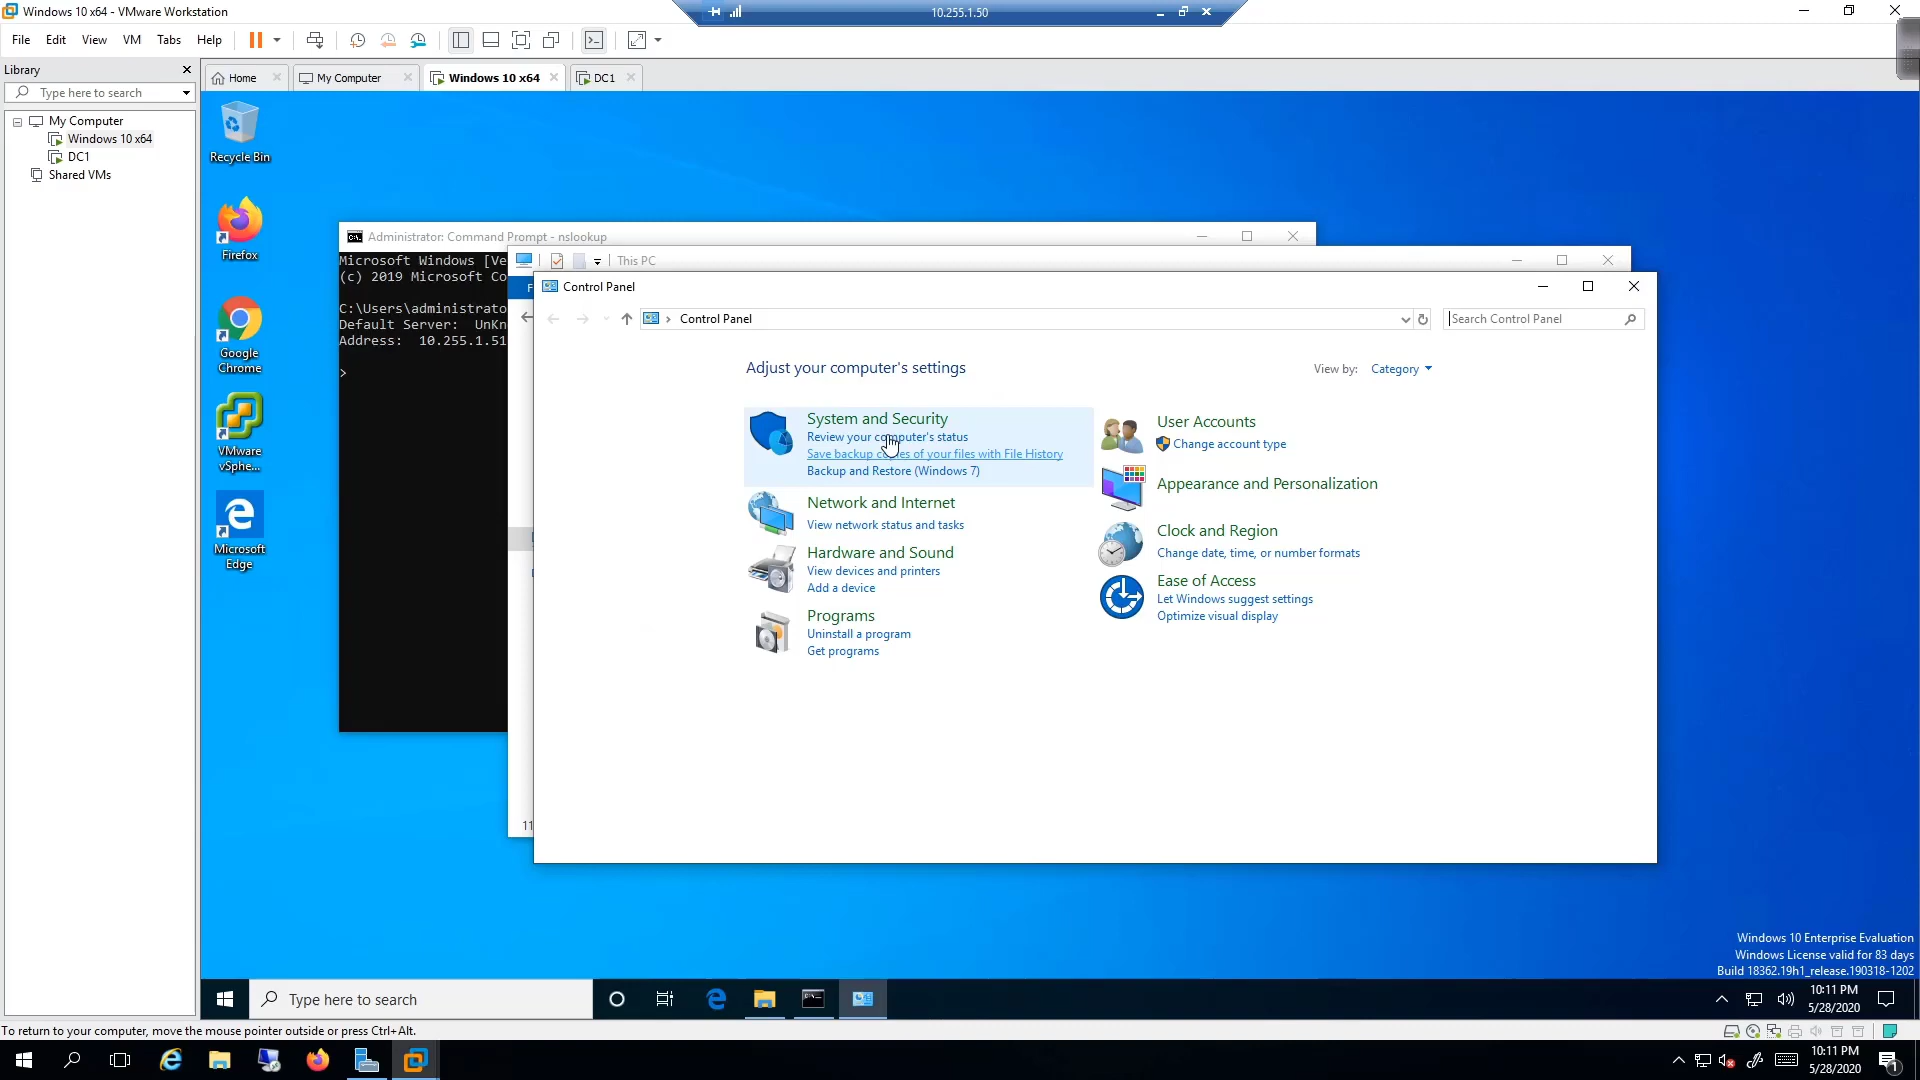 Windows 10 x64 - VMware Workstation
10.255.1.50
File Edit View VM Tabs Help
Library
Type here to search
My Computer
Windows 10 x64
DC1
Shared VMs
Home
My Computer
Windows 10 x64
DC1
Recycle Bin
Firefox
Google
Chrome
VMware
vSphe...
Microsoft
Edge
Administrator: Command Prompt - nslookup
Microsoft Windows [Ve
(c) 2019 Microsoft Co
C:\Users\administrato
Default Server: UnKn
Address: 10.255.1.51
>
This PC
F
11
Control Panel
Control Panel
Search Control Panel
Adjust your computer's settings
View by: Category
System and Security
Review your computer's status
Save backup copies of your files with File History
Backup and Restore (Windows 7)
Network and Internet
View network status and tasks
Hardware and Sound
View devices and printers
Add a device
Programs
Uninstall a program
Get programs
User Accounts
Change account type
Appearance and Personalization
Clock and Region
Change date, time, or number formats
Ease of Access
Let Windows suggest settings
Optimize visual display
Windows 10 Enterprise Evaluation
Windows License valid for 83 days
Build 18362.19h1_release.190318-1202
Type here to search
10:11 PM
5/28/2020
To return to your computer, move the mouse pointer outside or press Ctrl+Alt.
10:11 PM
5/28/2020
1